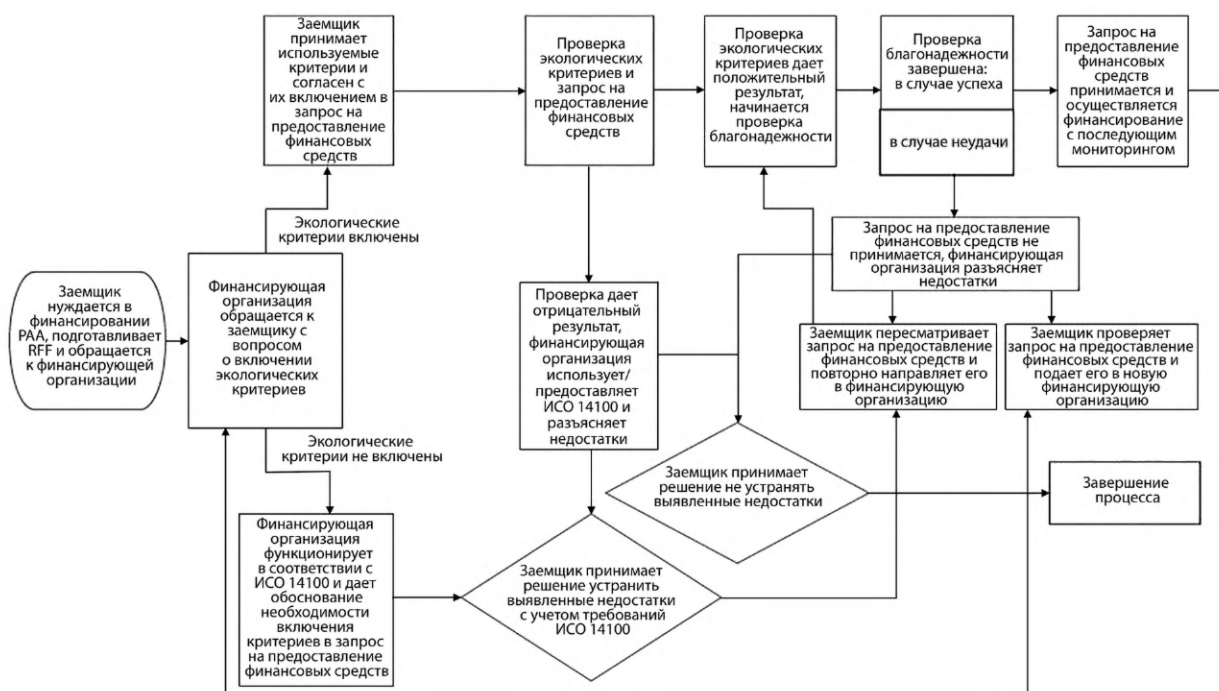 Заемщик
принимает
используемые
критерии и
согласен с
их включением в
запрос на
предоставление
финансовых
средств
Проверка
экологических
критериев и
запрос на
предоставление
финансовых
средств
Проверка
экологических
критериев дает
положительный
результат,
начинается
проверка
благонадежности
Проверка
благонадежности
завершена:
в случае успеха
в случае неудачи
Запрос на
предоставление
финансовых
средств
принимается и
осуществляется
финансирование
с последующим
мониторингом
Экологические
критерии включены
Запрос на предоставление
финансовых средств не
принимается, финансирующая
организация разъясняет
недостатки
Заемщик
нуждается в
финансировании
PAA, подготавливает
RFF и обращается
к финансирующей
организации
Финансирующая
организация
обращается к
заемщику с
вопросом
о включении
экологических
критериев
Проверка дает
отрицательный
результат,
финансирующая
организация
использует/
предоставляет
ИСО 14100 и
разъясняет
недостатки
Заемщик пересматривает
запрос на предоставление
финансовых средств и
повторно направляет его
в финансирующую
организацию
Заемщик проверяет
запрос на предоставление
финансовых средств и
подает его в новую
финансирующую
организацию
Экологические
критерии не включены
Заемщик принимает
решение не устранять
выявленные недостатки
Завершение
процесса
Финансирующая
организация
функционирует
в соответствии с
ИСО 14100 и дает
обоснование
необходимости
включения
критериев в запрос
на предоставление
финансовых средств
Заемщик принимает
решение устранить
выявленные недостатки
с учетом требований
ИСО 14100